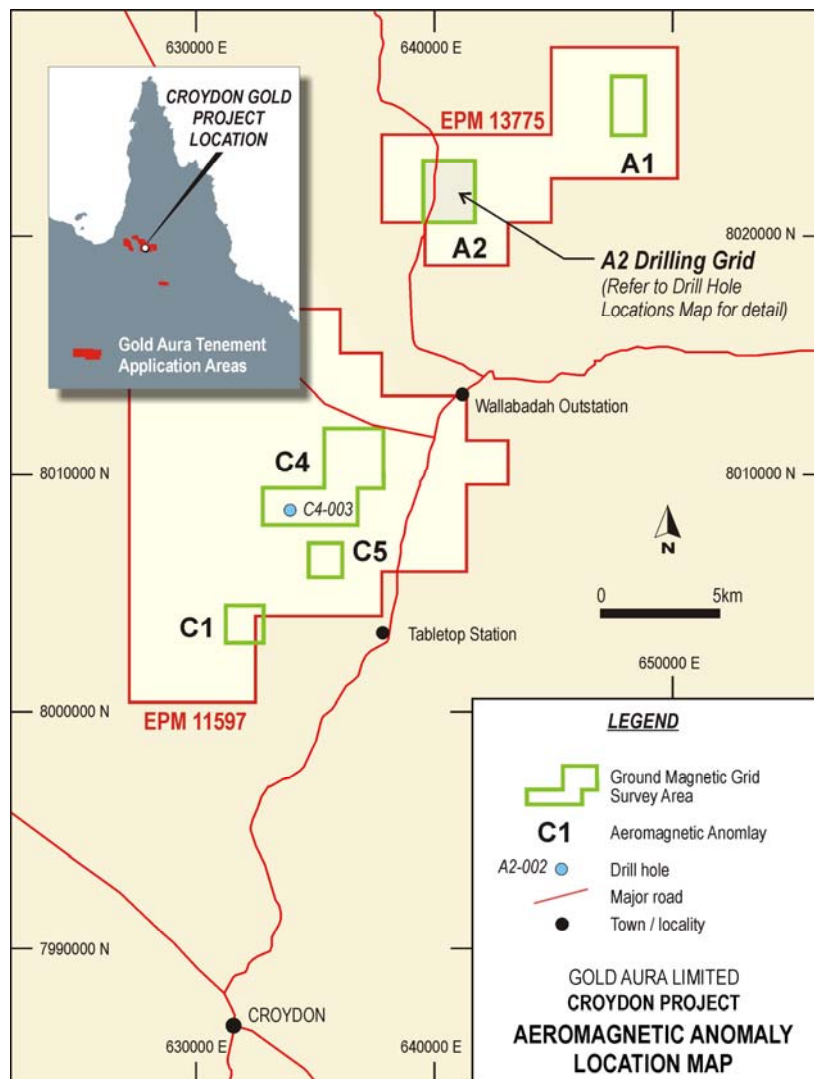 630000 E
640000 E
CROYDON GOLD
PROJECT
LOCATION
Gold Aura Tenement
Application Areas
EPM 13775
A1
A2
8020000 N
A2 Drilling Grid
(Refer to Drill Hole
Locations Map for detail)
Wallabadah Outstation
8010000 N
8010000 N
C4
C4-003
C5
C1
N
0
5km
Tabletop Station
650000 E
8000000 N
EPM 11597
7990000 N
CROYDON
630000 E
640000 E
LEGEND
Ground Magnetic Grid
Survey Area
C1
Aeromagnetic Anomlay
A2-002
Drill hole
Major road
Town / locality
GOLD AURA LIMITED
CROYDON PROJECT
AEROMAGNETIC ANOMALY
LOCATION MAP